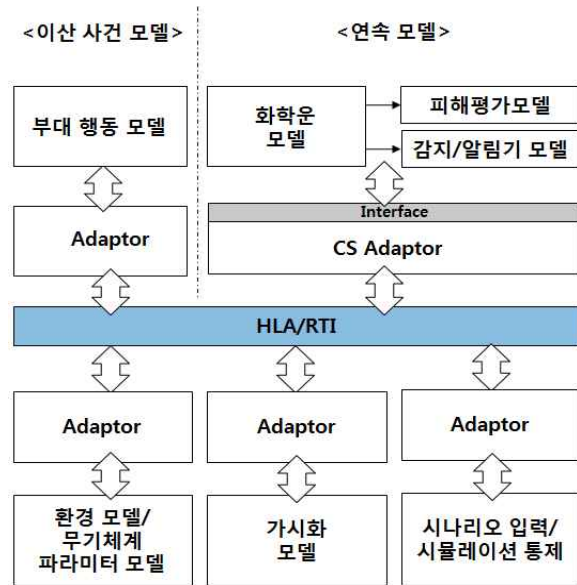 <이산 사건 모델>
<연속 모델>
부대 행동 모델
화학운
모델
피해평가모델
감지/알림기 모델
Adaptor
Interface
CS Adaptor
HLA/RTI
Adaptor
Adaptor
Adaptor
환경 모델/
무기체계
파라미터 모델
가시화
모델
시나리오 입력/
시뮬레이션 통제